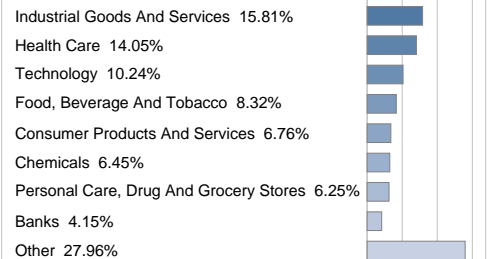 Industrial Goods And Services 15.81%
Health Care 14.05%
Technology 10.24%
Food, Beverage And Tobacco 8.32%
Consumer Products And Services 6.76%
Chemicals 6.45%
Personal Care, Drug And Grocery Stores 6.25%
Banks 4.15%
Other 27.96%